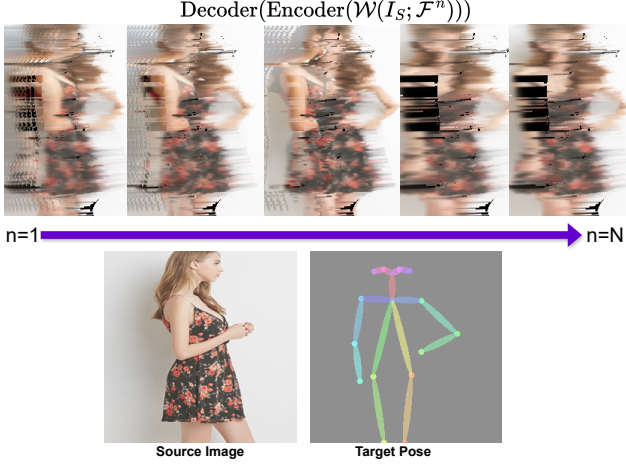 Decoder(Encoder(𝒲(I_S; ℱ^n)))
n=1
n=N
Source Image
Target Pose